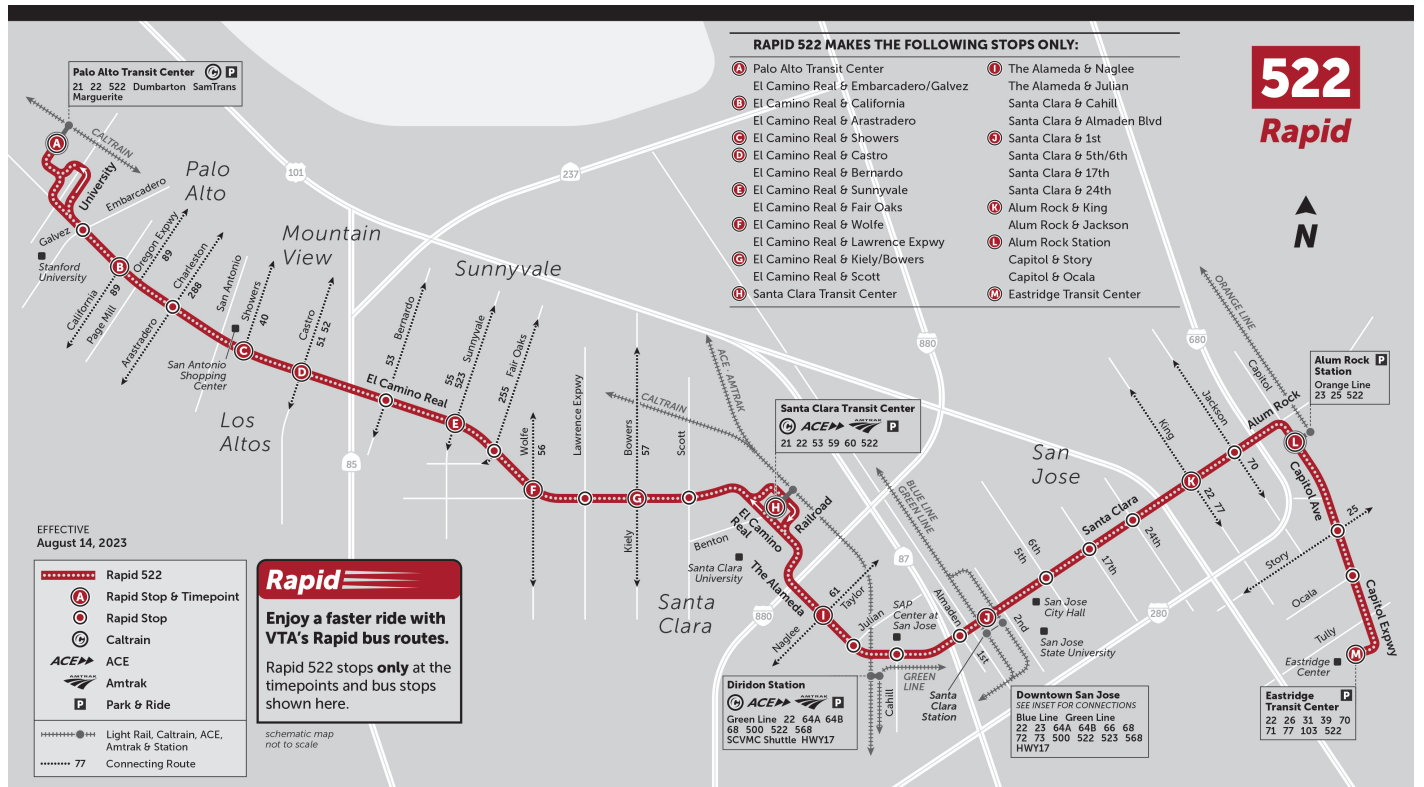 RAPID 522 MAKES THE FOLLOWING STOPS ONLY:
A Palo Alto Transit Center
El Camino Real & Embarcadero/Galvez
B El Camino Real & California
El Camino Real & Arastradero
C El Camino Real & Showers
D El Camino Real & Castro
El Camino Real & Bernardo
E El Camino Real & Sunnyvale
El Camino Real & Fair Oaks
F El Camino Real & Wolfe
El Camino Real & Lawrence Expwy
G El Camino Real & Kiely/Bowers
El Camino Real & Scott
H Santa Clara Transit Center
I The Alameda & Naglee
The Alameda & Julian
Santa Clara & Cahill
Santa Clara & Almaden Blvd
J Santa Clara & 1st
Santa Clara & 5th/6th
Santa Clara & 17th
Santa Clara & 24th
K Alum Rock & King
Alum Rock & Jackson
L Alum Rock Station
Capitol & Story
Capitol & Ocala
M Eastridge Transit Center
522
Rapid
N
Palo Alto Transit Center C P
21 22 522 Dumbarton SamTrans
Marguerite
CALTRAIN
A
University
Palo
Alto
Embarcadero
Galvez
Stanford
University
B
Oregon Expwy
89
California
89
Page Mill
Charleston
288
Arastradero
San Antonio
Showers
40
San Antonio
Shopping
Center
C
Mountain
View
Castro
51 52
D
Los
Altos
101
237
85
Sunnyvale
El Camino Real
Bernardo
53
Sunnyvale
55
523
E
Fair Oaks
255
Wolfe
56
F
Lawrence Expwy
Bowers
57
Kiely
G
Scott
CALTRAIN
ACE - AMTRAK
Santa Clara Transit Center
C ACE AMTRAK P
21 22 53 59 60 522
H
Railroad
El Camino
Real
Benton
Santa Clara
University
The Alameda
Santa
Clara
880
880
I
61
Taylor
Naglee
Julian
SAP
Center at
San Jose
87
BLUE LINE
GREEN LINE
Almaden
J
1st
2nd
Santa
Clara
Station
GREEN
LINE
Cahill
Diridon Station
C ACE AMTRAK P
Green Line 22 64A 64B
68 500 522 568
SCVMC Shuttle HWY17
Downtown San Jose
SEE INSET FOR CONNECTIONS
Blue Line Green Line
22 23 64A 64B 66 68
72 73 500 522 523 568
HWY17
San Jose
City Hall
San Jose
State University
6th
5th
Santa Clara
17th
24th
San
Jose
280
680
King
22
77
K
Jackson
70
Alum Rock
ORANGE LINE
Capitol
L
Alum Rock P
Station
Orange Line
23 25 522
Capitol Ave
25
Story
Ocala
Capitol Expwy
Tully
Eastridge
Center
M
Eastridge P
Transit Center
22 26 31 39 70
71 77 103 522
EFFECTIVE
August 14, 2023
Rapid 522
A Rapid Stop & Timepoint
Rapid Stop
C Caltrain
ACE ACE
AMTRAK Amtrak
P Park & Ride
Light Rail, Caltrain, ACE,
Amtrak & Station
77 Connecting Route
Rapid
Enjoy a faster ride with
VTA's Rapid bus routes.
Rapid 522 stops only at the
timepoints and bus stops
shown here.
schematic map
not to scale